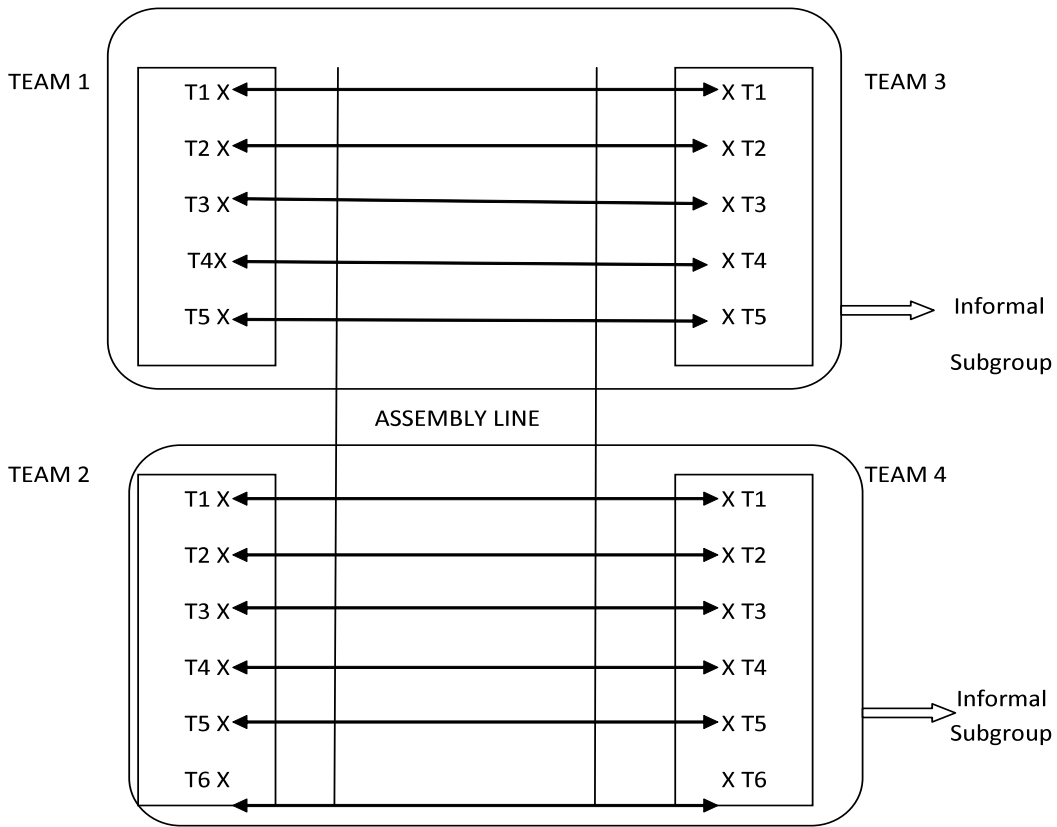 TEAM 1
T1 X
X T1
TEAM 3
T2 X
X T2
T3 X
X T3
T4X
X T4
T5 X
X T5
Informal
Subgroup
ASSEMBLY LINE
TEAM 2
TEAM 4
T1 X
X T1
T2 X
X T2
T3 X
X T3
T4 X
X T4
T5 X
X T5
Informal
Subgroup
T6 X
X T6